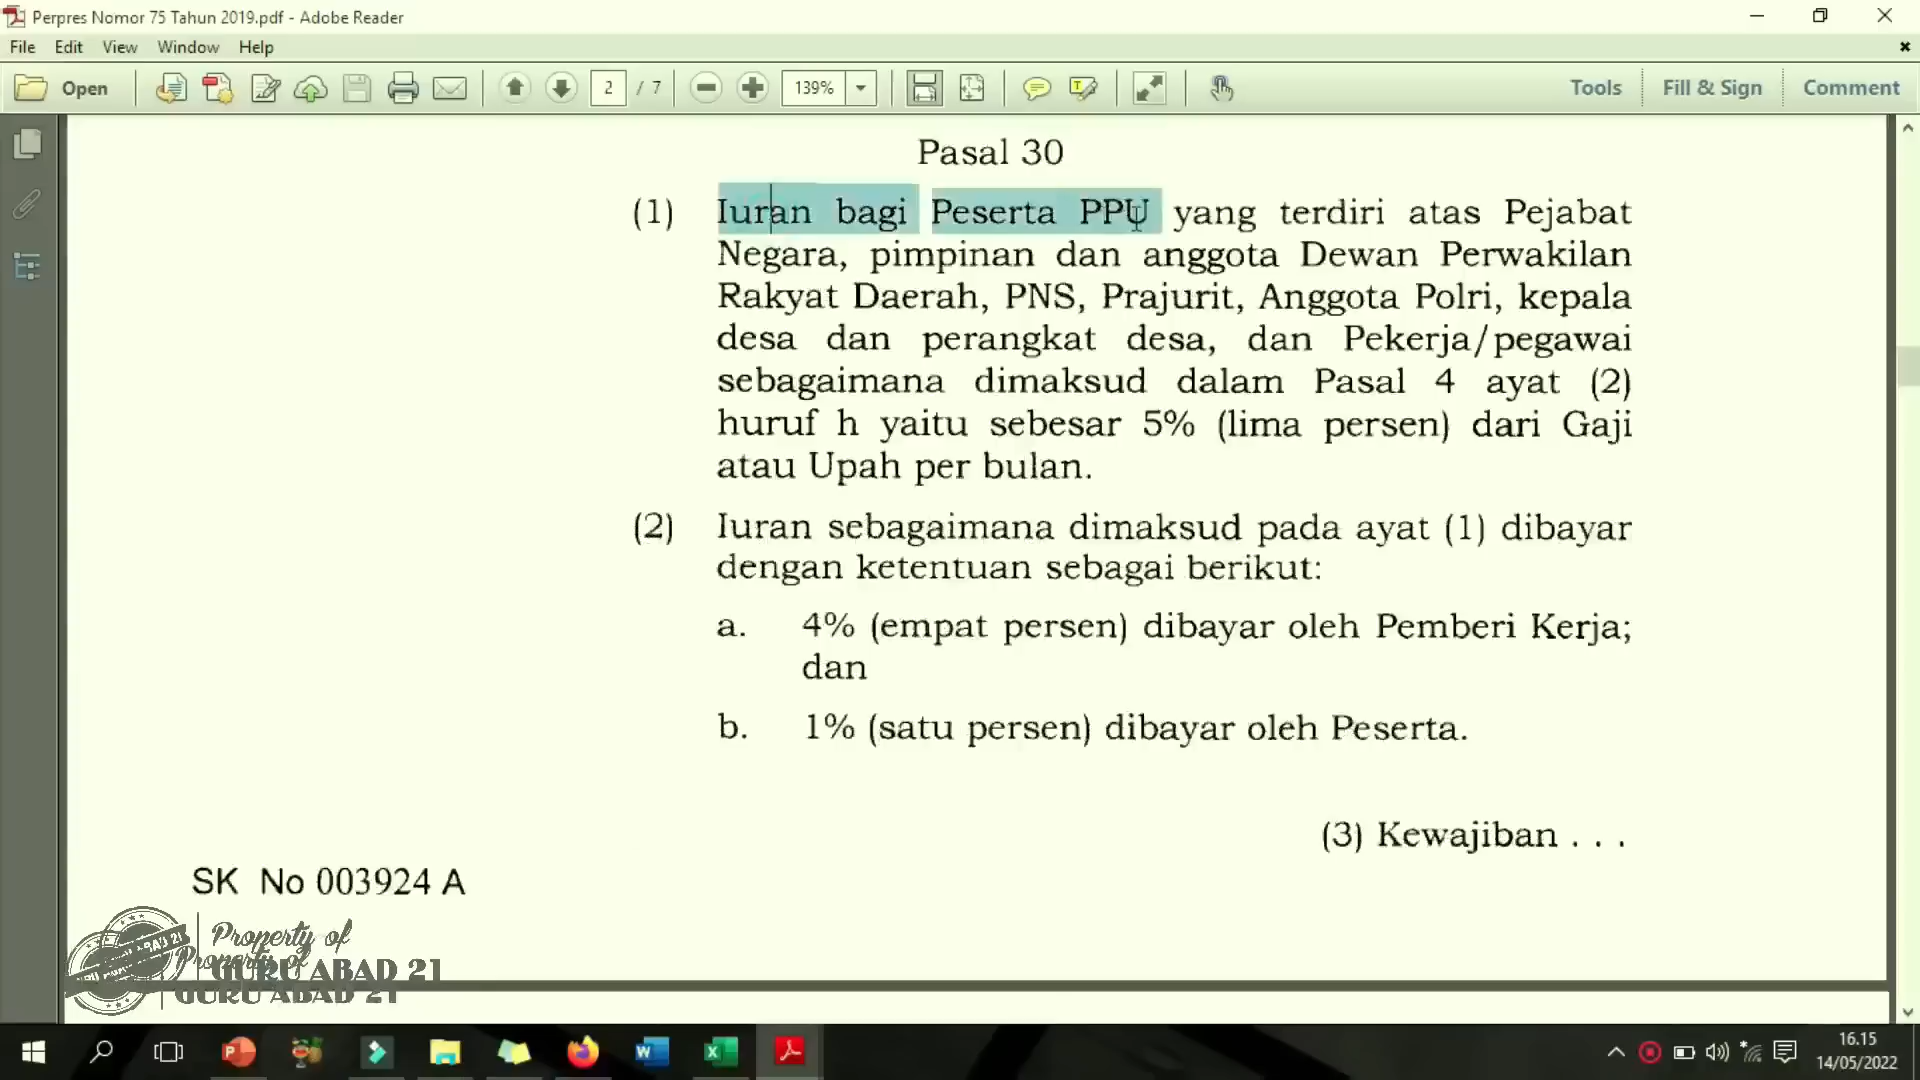 Perpres Nomor 75 Tahun 2019.pdf - Adobe Reader
File Edit View Window Help
Open 2 / 7 139% Tools Fill & Sign Comment
Pasal 30
(1) Iuran bagi Peserta PPU yang terdiri atas Pejabat
Negara, pimpinan dan anggota Dewan Perwakilan
Rakyat Daerah, PNS, Prajurit, Anggota Polri, kepala
desa dan perangkat desa, dan Pekerja/pegawai
sebagaimana dimaksud dalam Pasal 4 ayat (2)
huruf h yaitu sebesar 5% (lima persen) dari Gaji
atau Upah per bulan.
(2) Iuran sebagaimana dimaksud pada ayat (1) dibayar
dengan ketentuan sebagai berikut:
a. 4% (empat persen) dibayar oleh Pemberi Kerja;
dan
b. 1% (satu persen) dibayar oleh Peserta.
(3) Kewajiban . . .
SK No 003924 A
Property of
Property of
GURU ABAD 21
GURU ABAD 21
16.15
14/05/2022